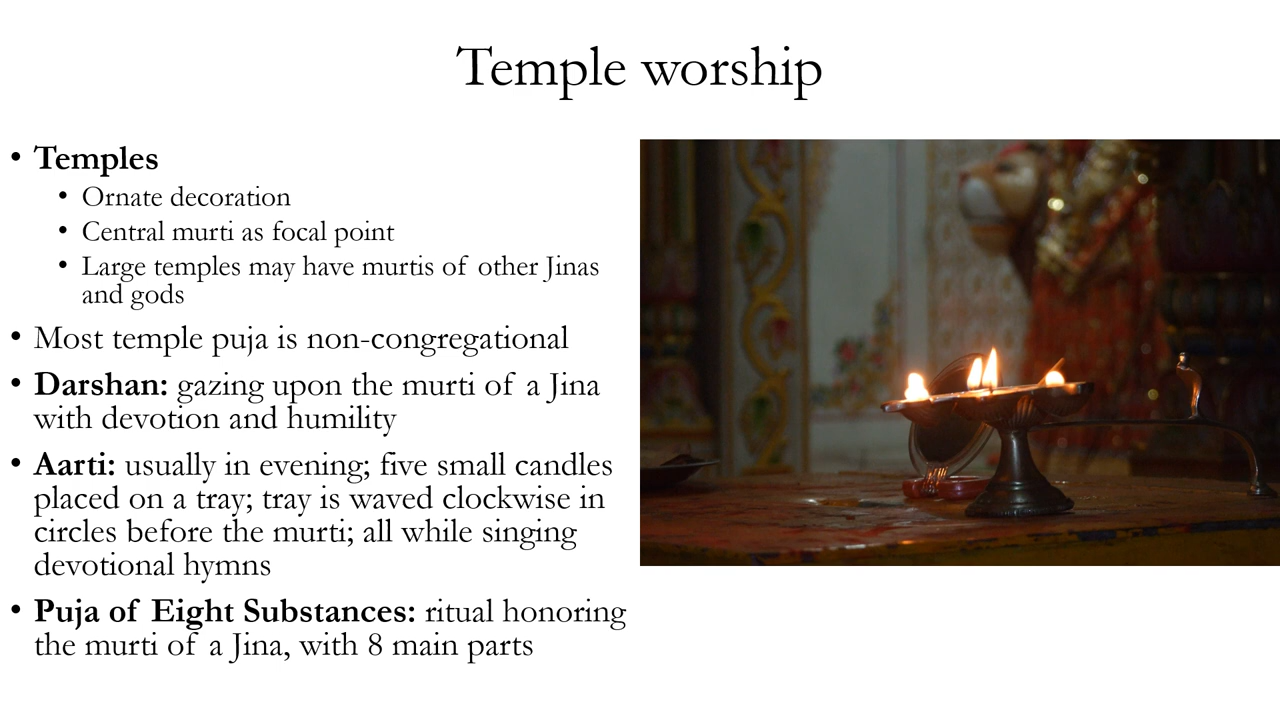 Temple worship
• Temples
• Ornate decoration
• Central murti as focal point
• Large temples may have murtis of other Jinas
and gods
• Most temple puja is non-congregational
• Darshan: gazing upon the murti of a Jina
with devotion and humility
• Aarti: usually in evening; five small candles
placed on a tray; tray is waved clockwise in
circles before the murti; all while singing
devotional hymns
• Puja of Eight Substances: ritual honoring
the murti of a Jina, with 8 main parts